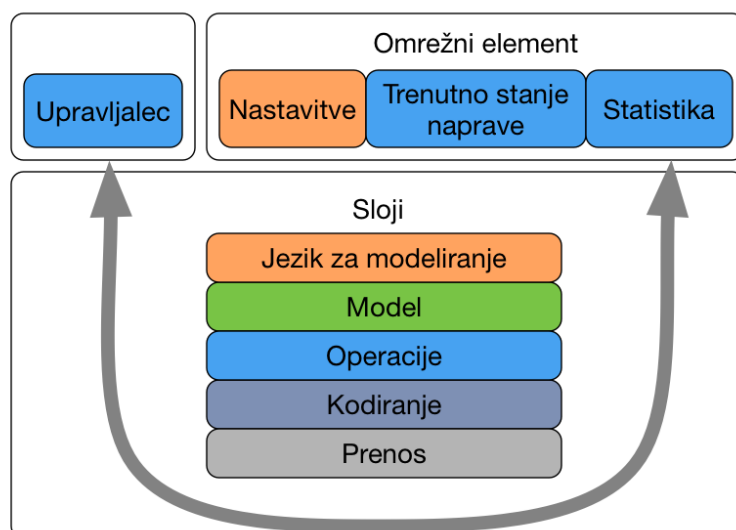 Omrežni element
Upravljalec
Nastavitve
Trenutno stanje
naprave
Statistika
Sloji
Jezik za modeliranje
Model
Operacije
Kodiranje
Prenos